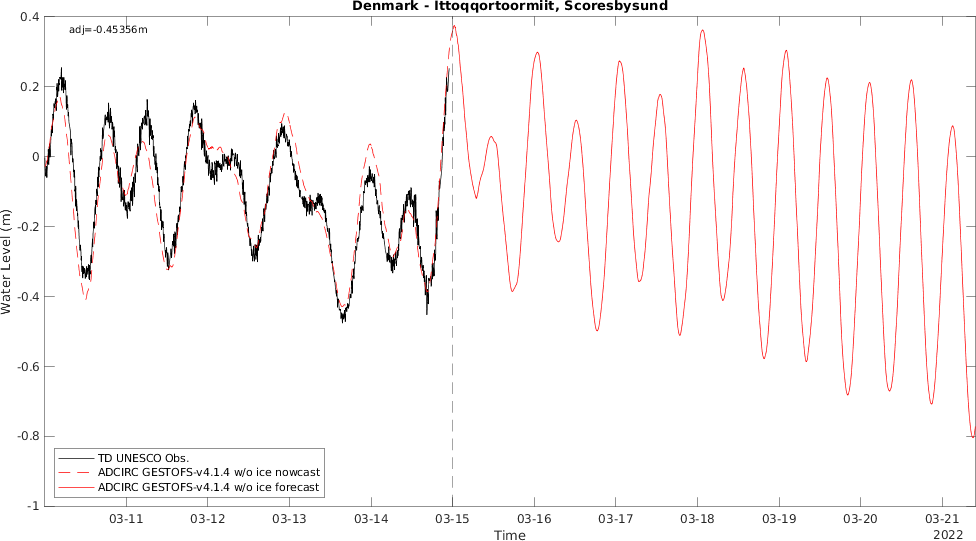 Denmark - Ittoqqortoormiit, Scoresbysund
adj=-0.45356m
0.4
0.2
0
-0.2
-0.4
-0.6
-0.8
-1
Water Level (m)
TD UNESCO Obs.
ADCIRC GESTOFS-v4.1.4 w/o ice nowcast
ADCIRC GESTOFS-v4.1.4 w/o ice forecast
03-11 03-12 03-13 03-14 03-15 03-16 03-17 03-18 03-19 03-20 03-21
Time
2022